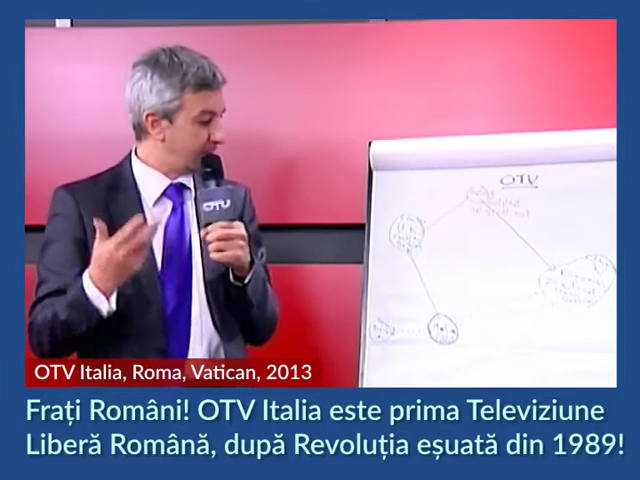 OTV
OTV
OTV Italia, Roma, Vatican, 2013
Frați Români! OTV Italia este prima Televiziune
Liberă Română, după Revoluția eșuată din 1989!